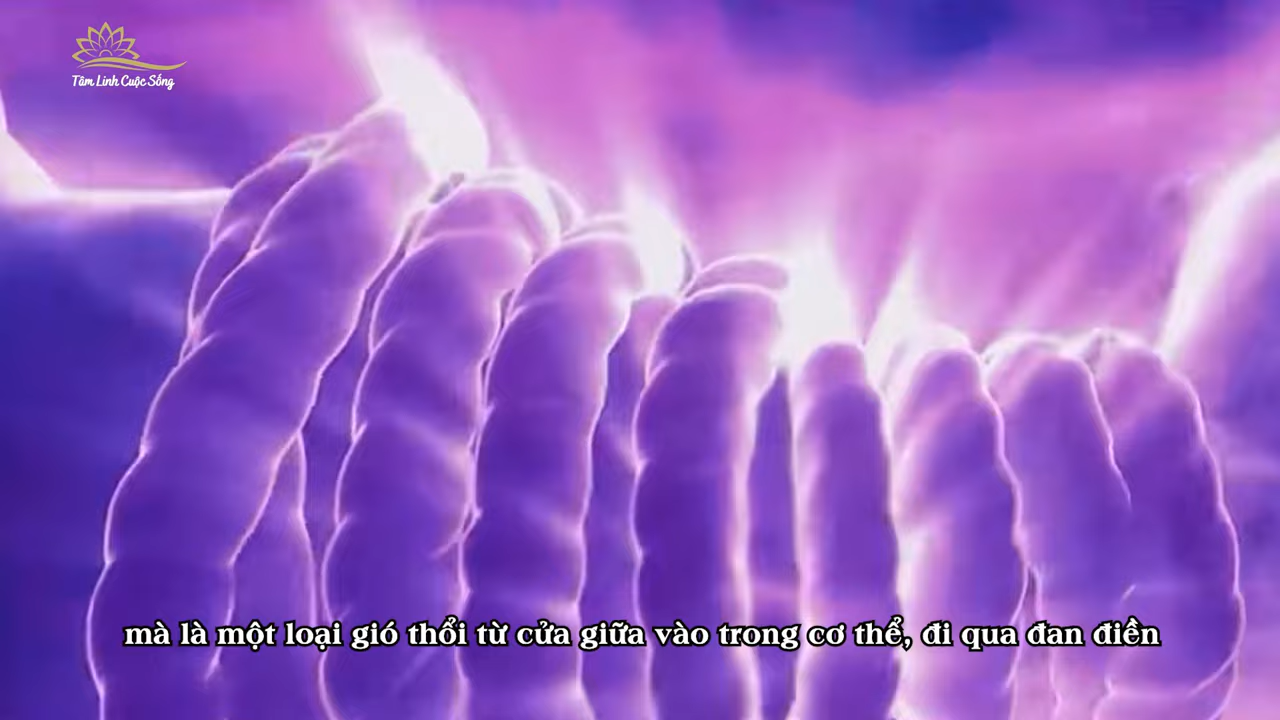 Tâm Linh Cuộc Sống
mà là một loại gió thổi từ cửa giữa vào trong cơ thể, đi qua đan điền